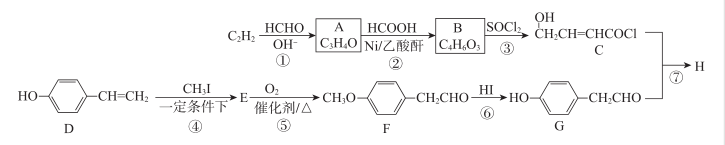 C₂H₂ HCHO OH⁻ ① A C₃H₄O HCOOH Ni/乙酸酐 ② B C₄H₆O₃ SOCl₂ ③ OH CH₂CH=CHCOCl C
⑦ H
HO CH=CH₂ D CH₃I 一定条件下 ④ E O₂ 催化剂/△ ⑤ CH₃O CH₂CHO F HI ⑥ HO CH₂CHO G